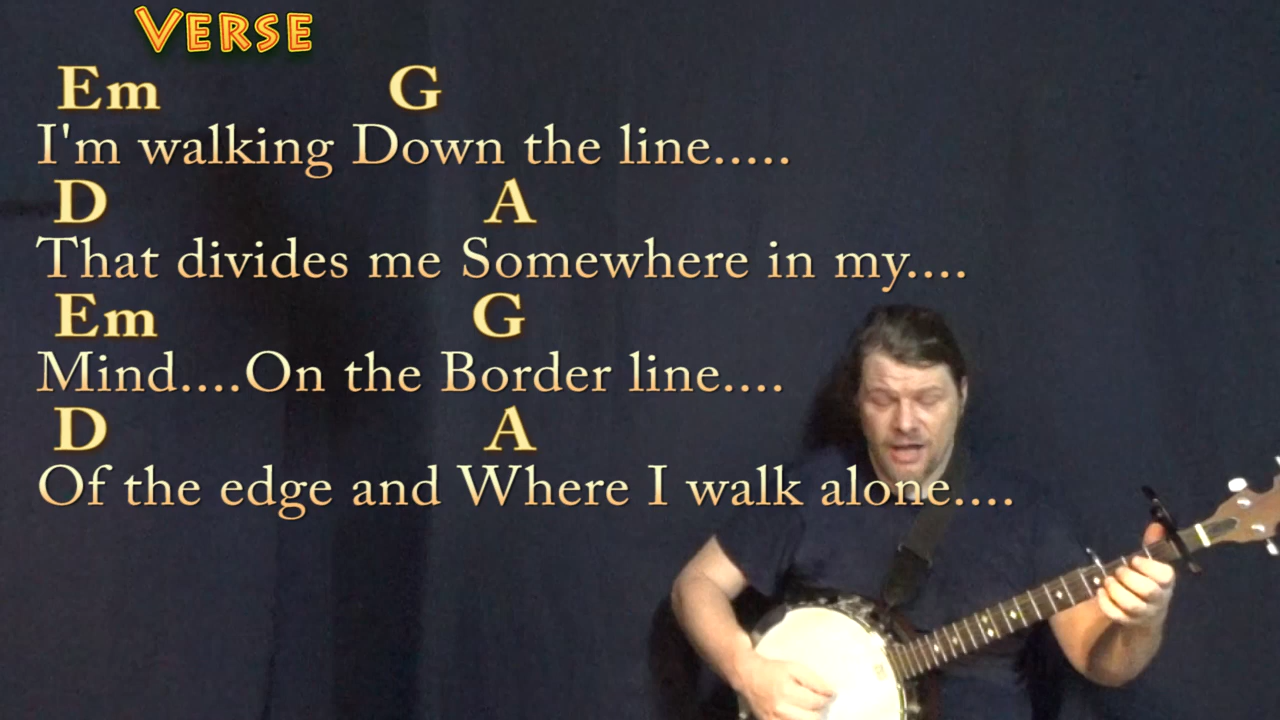 VERSE
Em G
I'm walking Down the line.....
D A
That divides me Somewhere in my....
Em G
Mind....On the Border line....
D A
Of the edge and Where I walk alone....